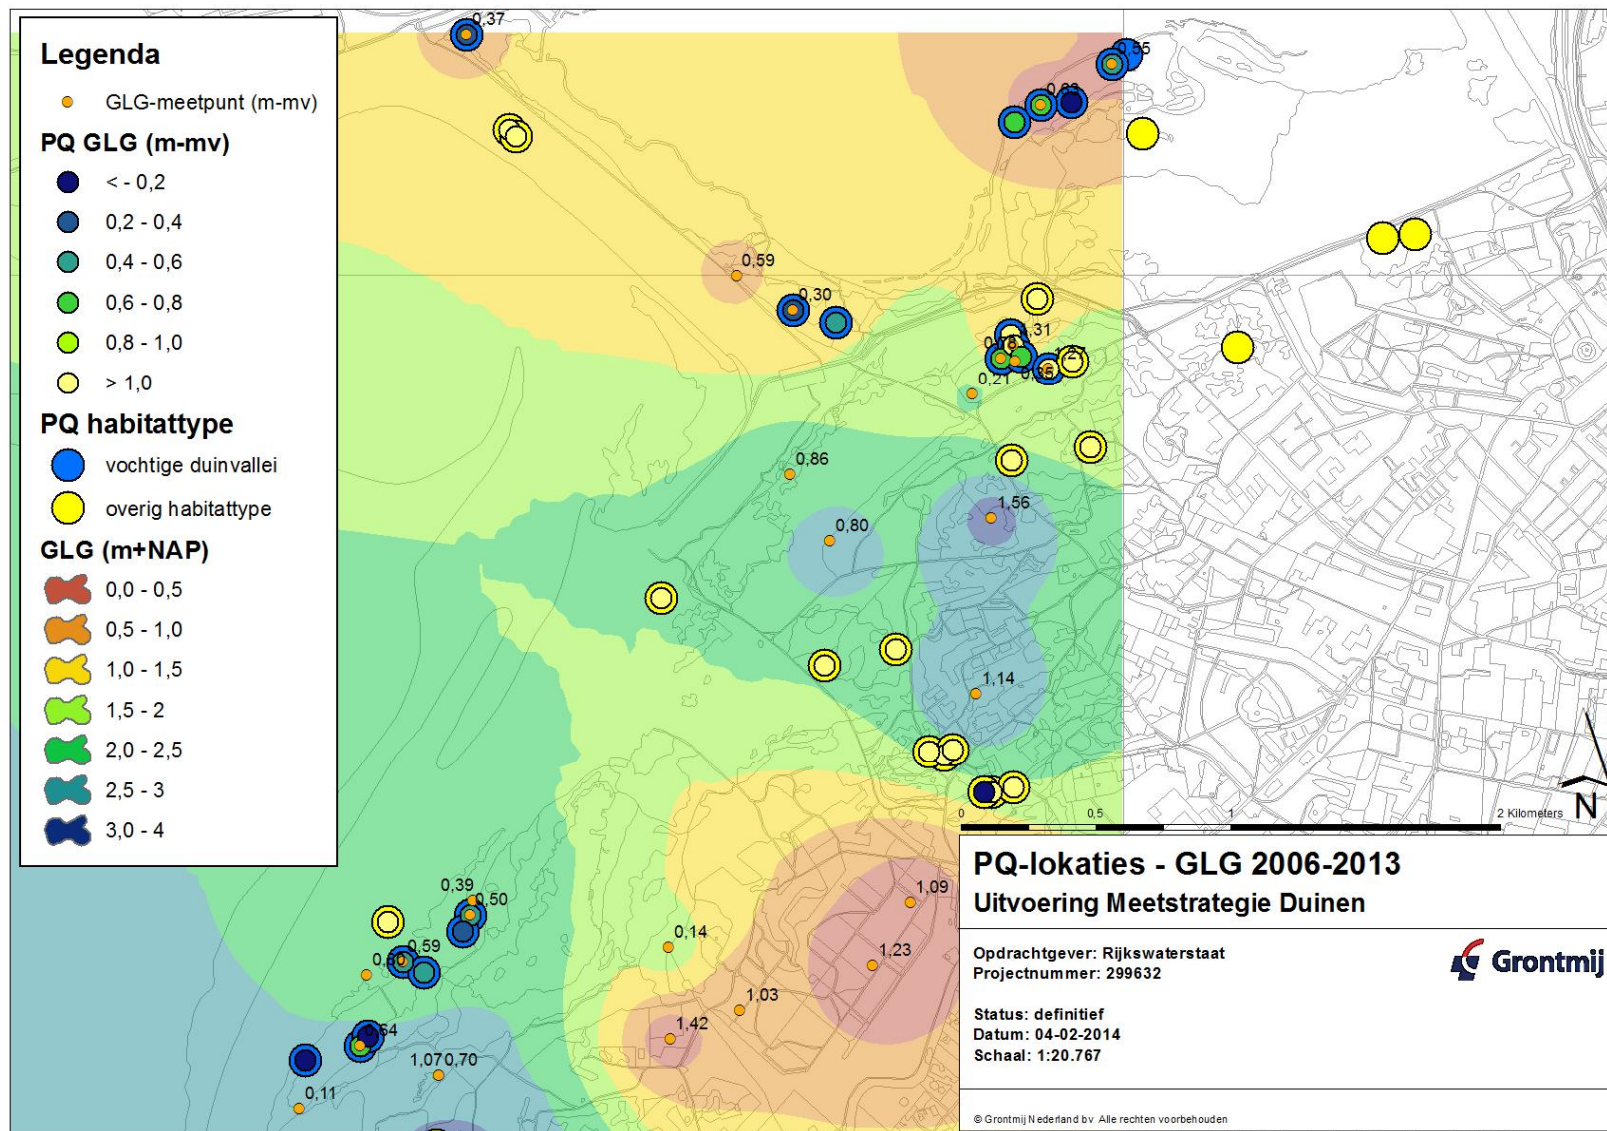 Legenda
GLG-meetpunt (m-mv)
PQ GLG (m-mv)
< - 0,2
0,2 - 0,4
0,4 - 0,6
0,6 - 0,8
0,8 - 1,0
> 1,0
PQ habitattype
vochtige duinvallei
overig habitattype
GLG (m+NAP)
0,0 - 0,5
0,5 - 1,0
1,0 - 1,5
1,5 - 2
2,0 - 2,5
2,5 - 3
3,0 - 4
0,37
0,55
0,59
0,30
1,27
0,21
0,86
1,56
0,80
1,14
0,39
0,50
0,59
0,14
1,09
1,23
1,03
1,42
1,07
0,70
0,11
0
0,5
1
2 Kilometers
N
PQ-lokaties - GLG 2006-2013
Uitvoering Meetstrategie Duinen
Opdrachtgever: Rijkswaterstaat
Projectnummer: 299632
Grontmij
Status: definitief
Datum: 04-02-2014
Schaal: 1:20.767
© Grontmij Nederland bv Alle rechten voorbehouden